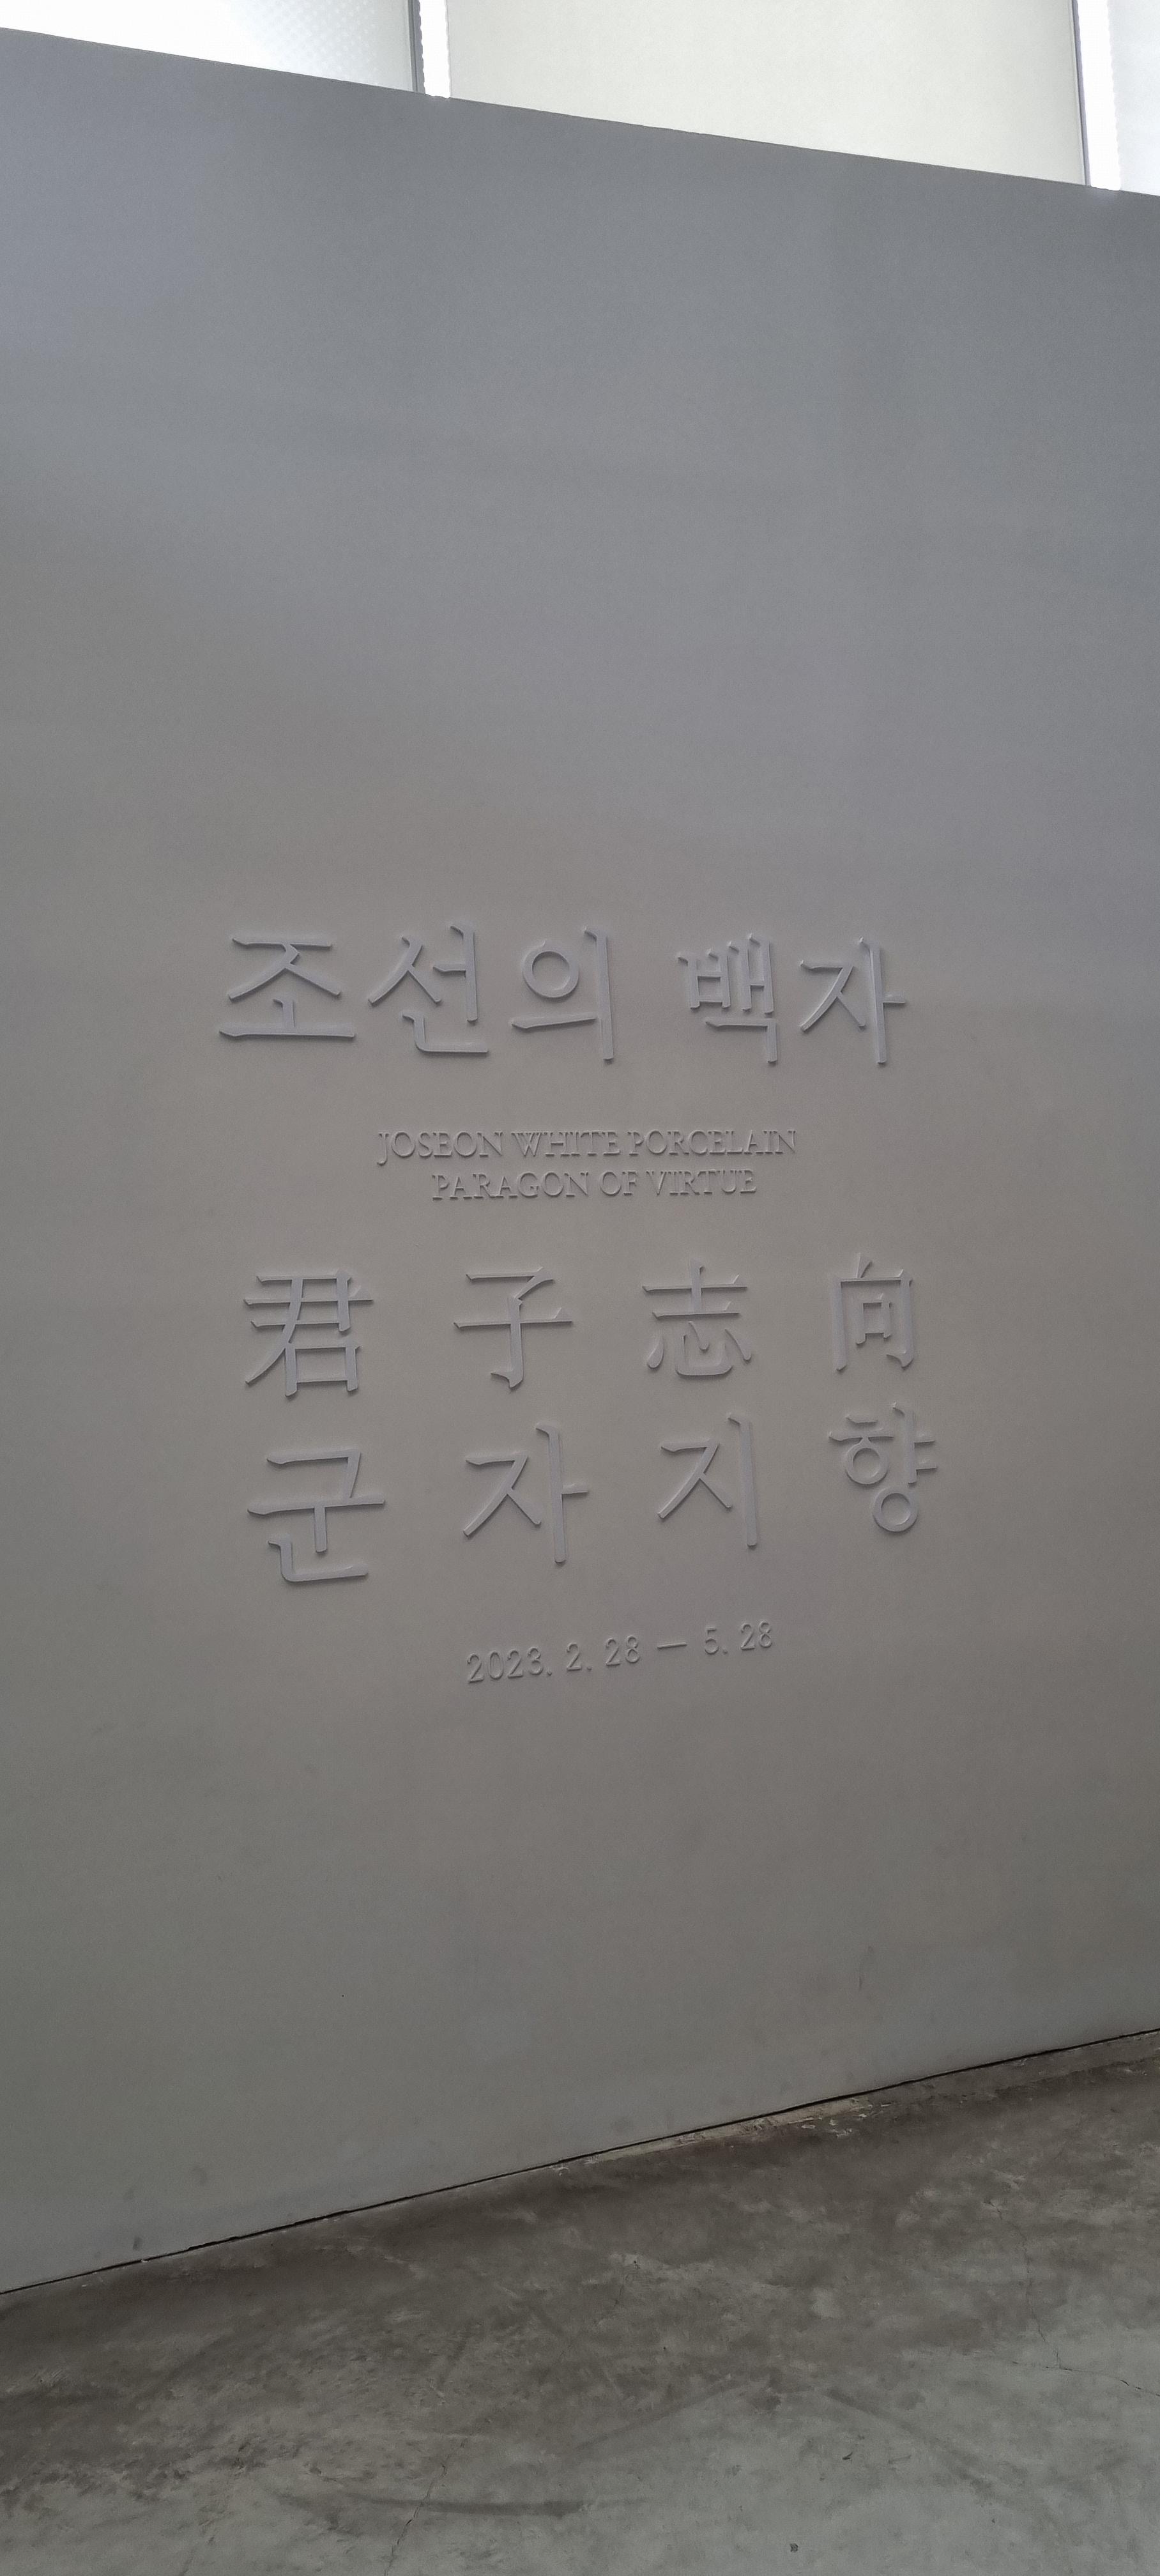 조선의 백자
JOSEON WHITE PORCELAIN
PARAGON OF VIRTUE
君子志向
군자지향
2023. 2. 28 — 5. 28